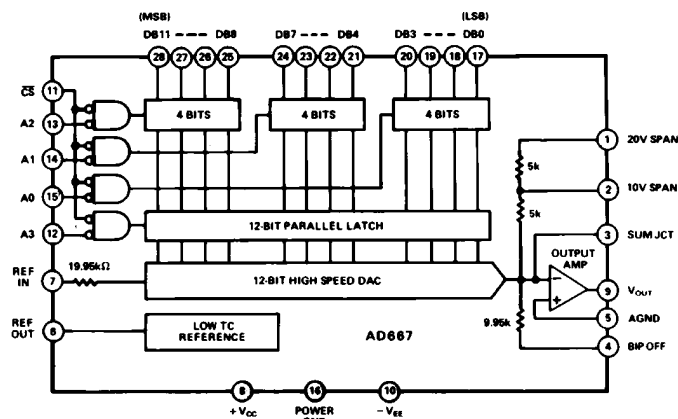 (MSB) (LSB)
DB11 ---- DB8 DB7 ---- DB4 DB3 ---- DB0
28 27 26 25 24 23 22 21 20 19 18 17
CS 11
A2 13
4 BITS 4 BITS 4 BITS
1 20V SPAN
A1 14
5k
2 10V SPAN
A0 15
5k
A3 12
12-BIT PARALLEL LATCH
3 SUM JCT
REF IN 7 19.95kΩ
12-BIT HIGH SPEED DAC
OUTPUT AMP
- +
9 VOUT
5 AGND
REF OUT 6
LOW TC REFERENCE
AD667
9.95k
4 BIP OFF
8 16 10
+VCC POWER -VEE